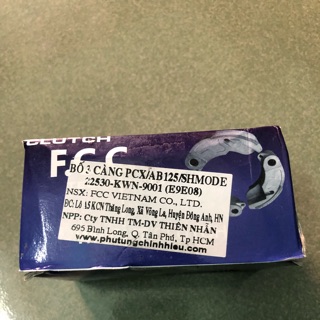 CLUTCH
F.C.C.
BỐ 3 CÀNG PCX/AB125/SHMODE
22530-KWN-9001 (E9E08)
NSX: FCC VIETNAM CO., LTD.
ĐC: Lô A5 KCN Thăng Long, Xã Võng La, Huyện Đông Anh, HN
NPP: Cty TNHH TM-DV THIÊN NHÂN
695 Bình Long, Q. Tân Phú, Tp HCM
www.phutungchinhhieu.com